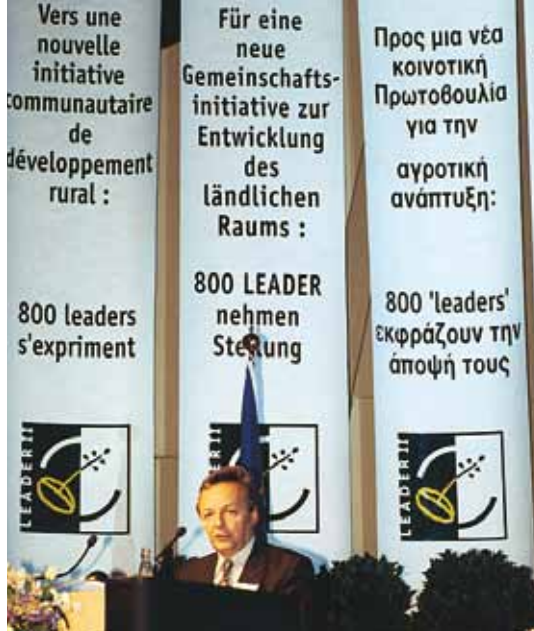 Vers une
nouvelle
initiative
communautaire
de
développement
rural :
800 leaders
s'expriment
LEADER II
Für eine
neue
Gemeinschafts-
initiative zur
Entwicklung
des
ländlichen
Raums :
800 LEADER
nehmen
Stellung
Προς μια νέα
κοινοτική
Πρωτοβουλία
για την
αγροτική
ανάπτυξη:
800 'leaders'
εκφράζουν την
άποψή τους
LEADER II